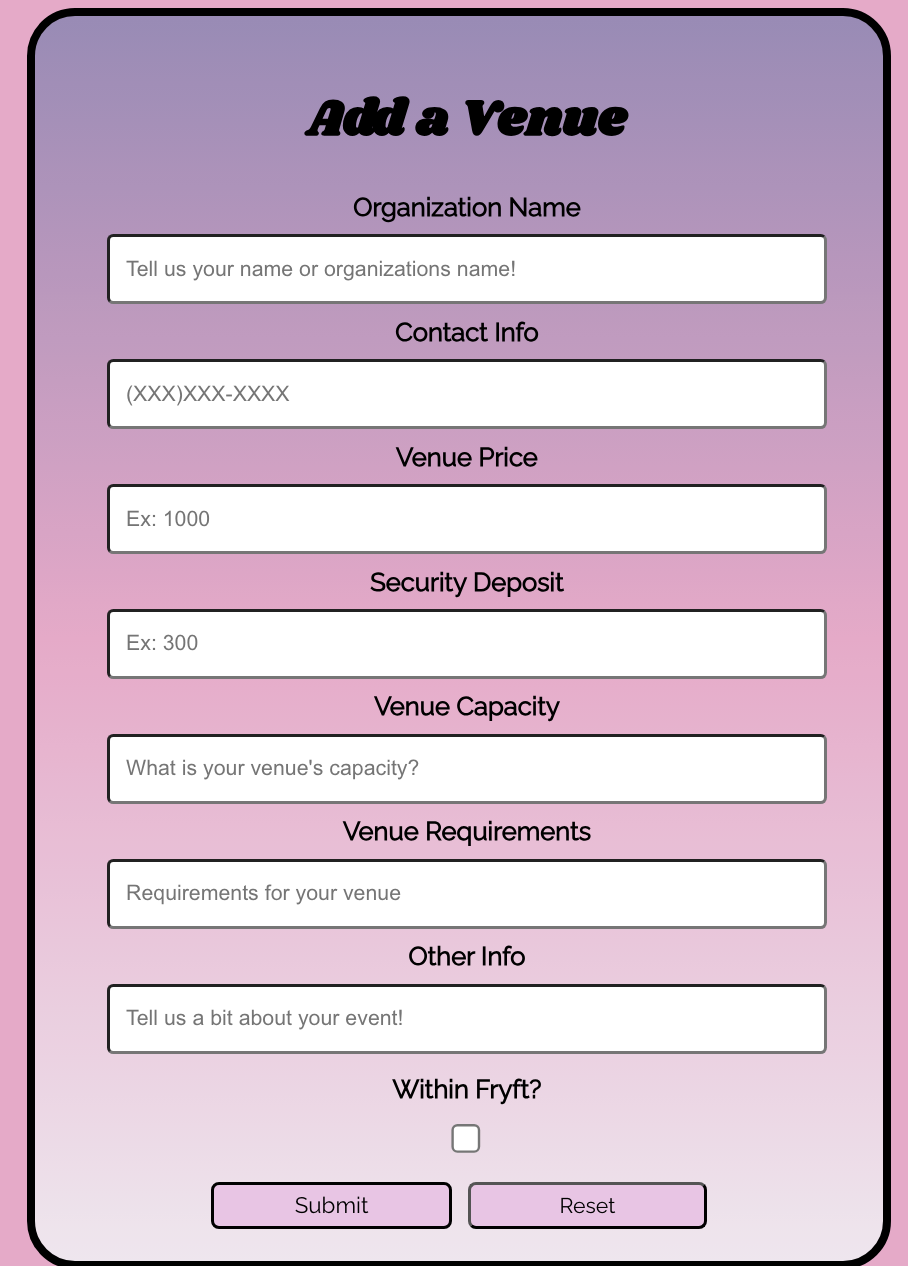 Add a Venue
Organization Name
Tell us your name or organizations name!
Contact Info
(XXX)XXX-XXXX
Venue Price
Ex: 1000
Security Deposit
Ex: 300
Venue Capacity
What is your venue's capacity?
Venue Requirements
Requirements for your venue
Other Info
Tell us a bit about your event!
Within Fryft?
Submit Reset